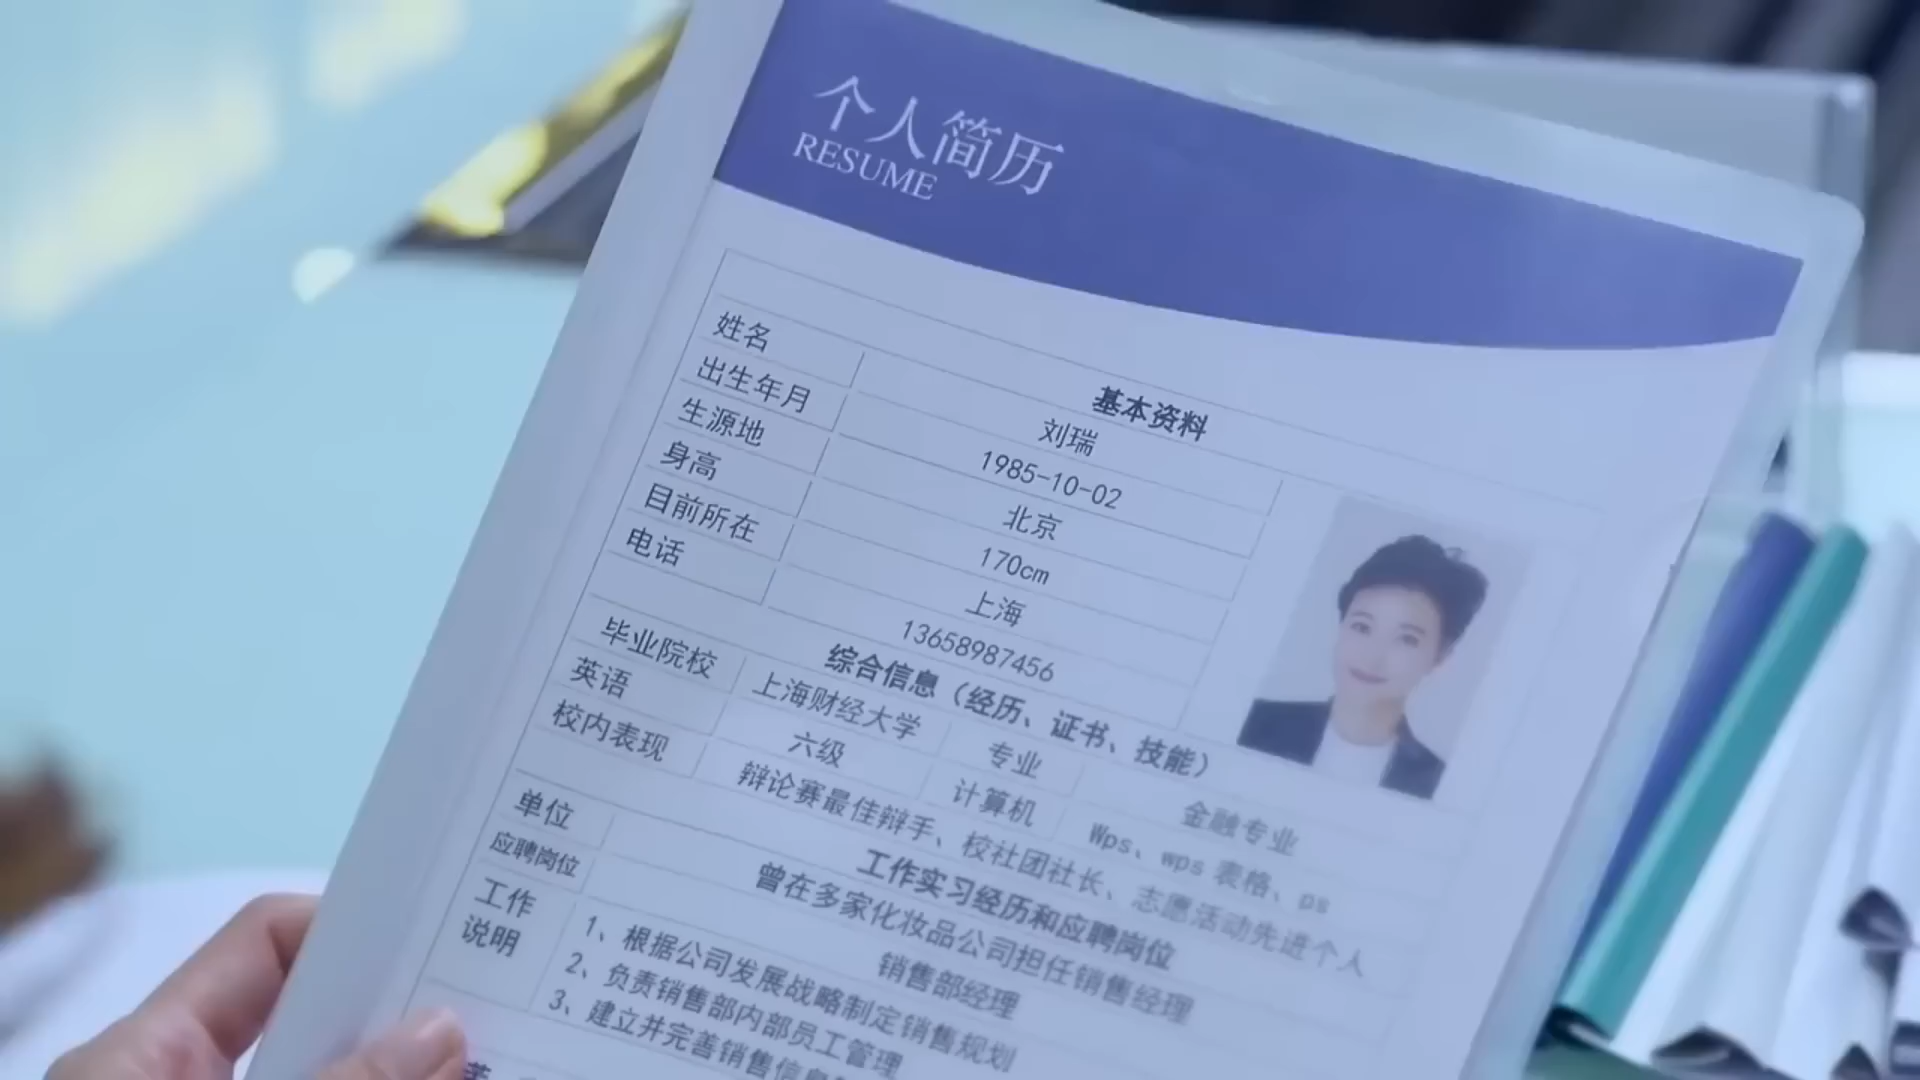 个人简历
RESUME
基本资料
姓名 刘瑞
出生年月 1985-10-02
生源地 北京
身高 170cm
目前所在 上海
电话 13658987456
综合信息（经历、证书、技能）
毕业院校 上海财经大学 专业 金融专业
英语 六级 计算机 Wps、wps 表格、ps
校内表现 辩论赛最佳辩手、校社团社长、志愿活动先进个人
工作实习经历和应聘岗位
单位 曾在多家化妆品公司担任销售经理
应聘岗位 销售部经理
工作说明 1、根据公司发展战略制定销售规划
2、负责销售部内部员工管理
3、建立并完善销售信息